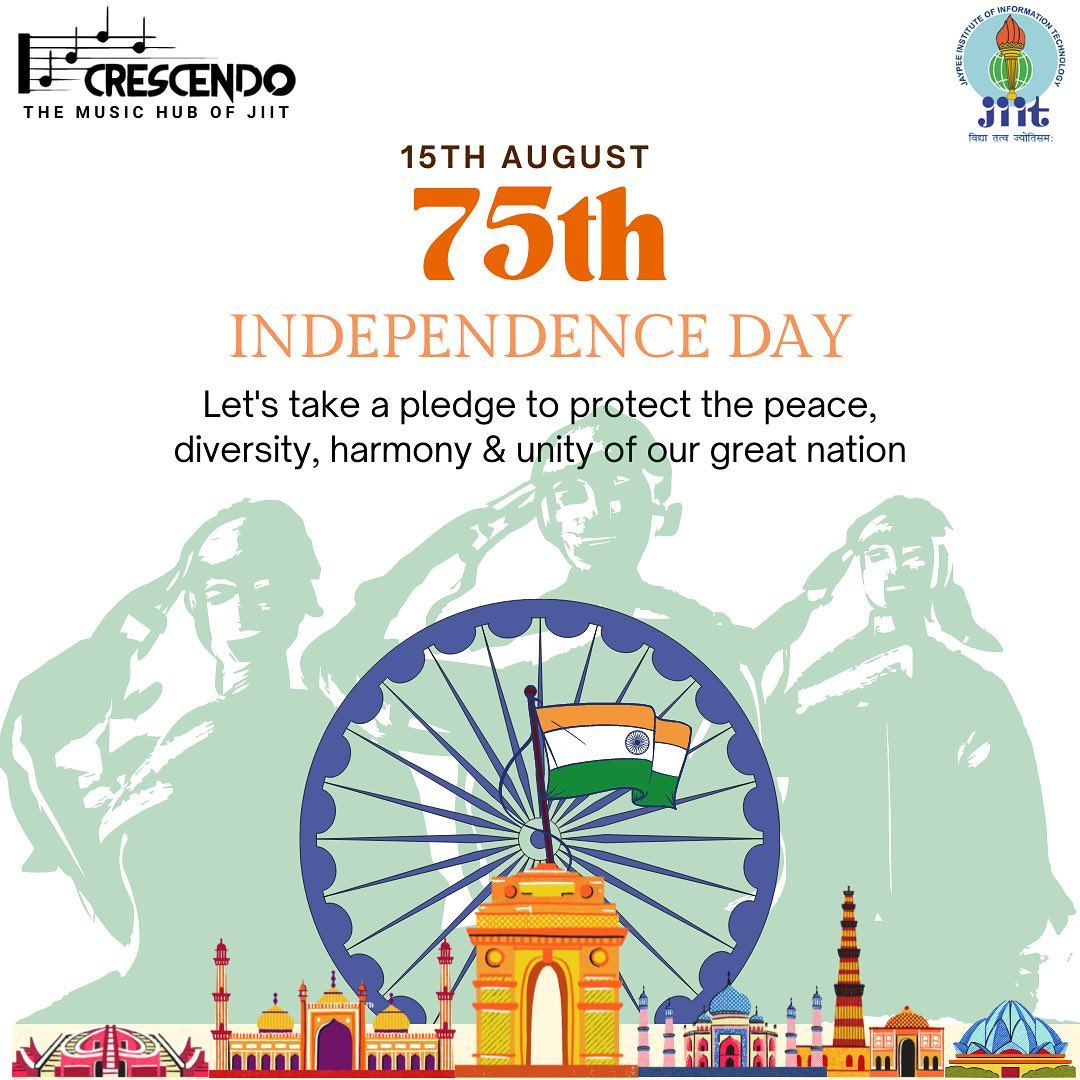 CRESCENDO
THE MUSIC HUB OF JIIT
JAYPEE INSTITUTE OF INFORMATION TECHNOLOGY
jiit
विद्या तत्व ज्योतिसम:
15TH AUGUST
75th
INDEPENDENCE DAY
Let's take a pledge to protect the peace,
diversity, harmony & unity of our great nation